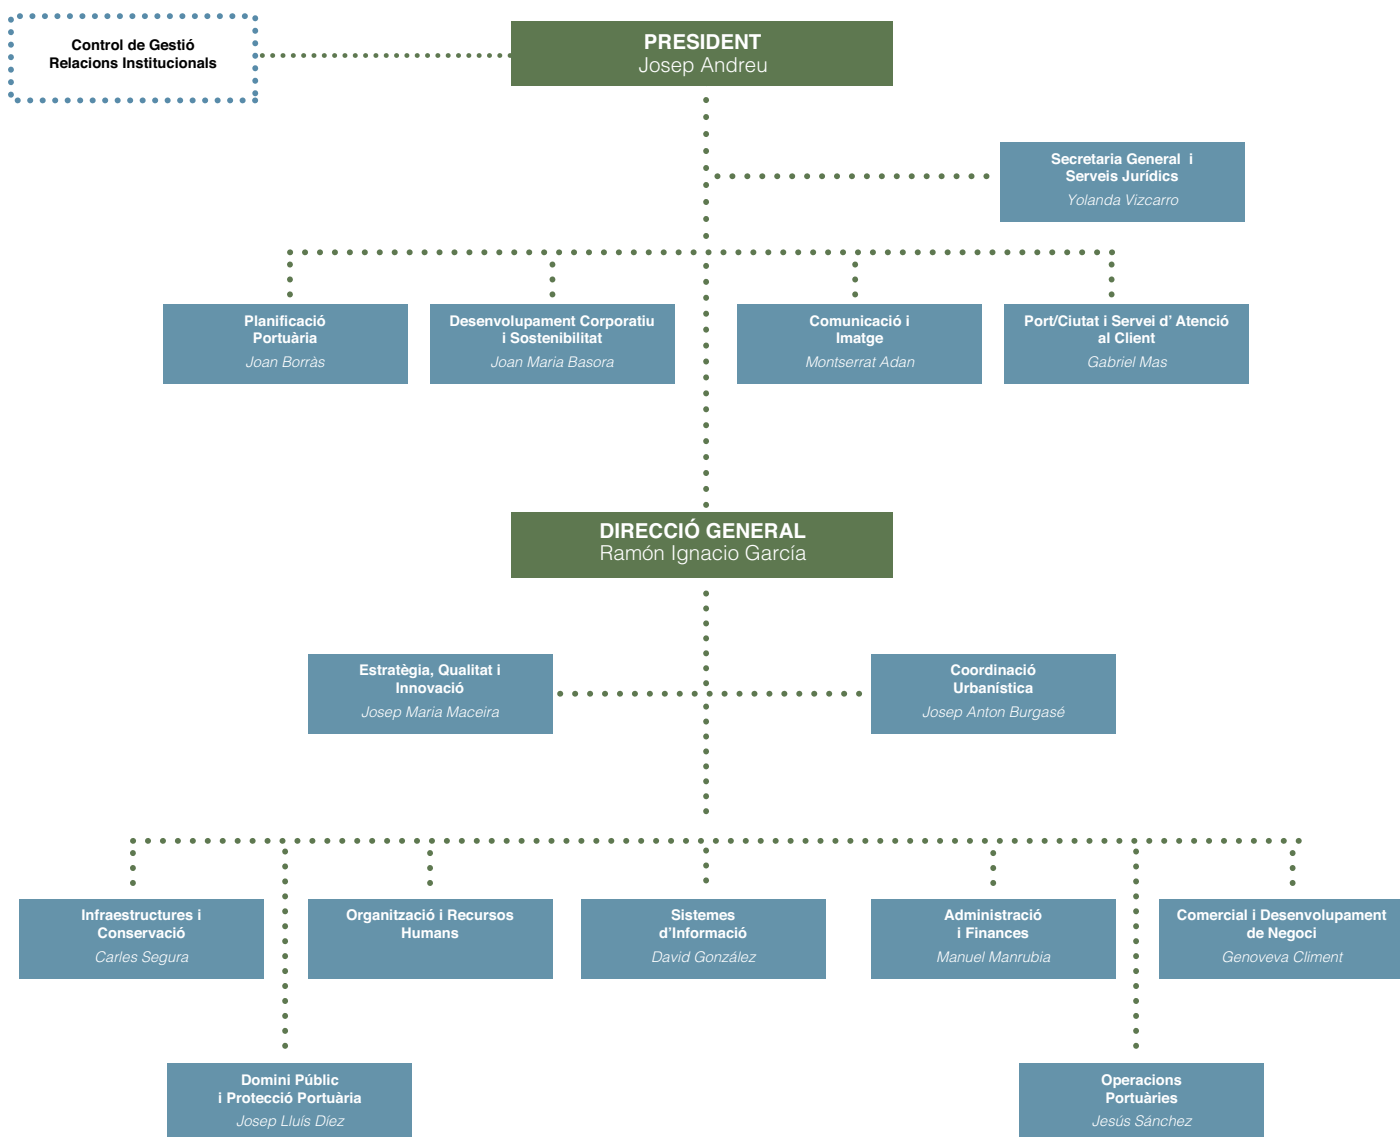 Control de Gestió
Relacions Institucionals
PRESIDENT
Josep Andreu
Secretaria General i
Serveis Jurídics
Yolanda Vizcarro
Planificació
Portuària
Joan Borràs
Desenvolupament Corporatiu
i Sostenibilitat
Joan Maria Basora
Comunicació i
Imatge
Montserrat Adan
Port/Ciutat i Servei d’ Atenció
al Client
Gabriel Mas
DIRECCIÓ GENERAL
Ramón Ignacio García
Estratègia, Qualitat i
Innovació
Josep Maria Maceira
Coordinació
Urbanística
Josep Anton Burgasé
Infraestructures i
Conservació
Carles Segura
Organització i Recursos
Humans
Sistemes
d’Informació
David González
Administració
i Finances
Manuel Manrubia
Comercial i Desenvolupament
de Negoci
Genoveva Climent
Domini Públic
i Protecció Portuària
Josep Lluís Díez
Operacions
Portuàries
Jesús Sánchez